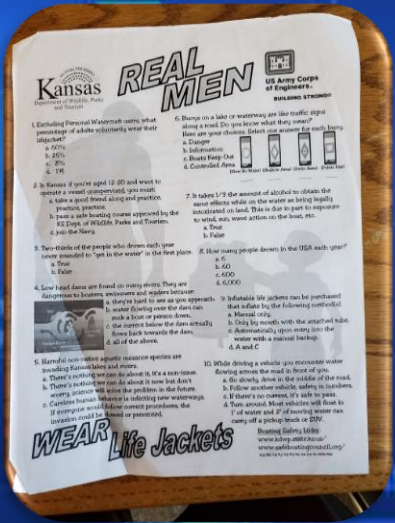 Kansas
Department of Wildlife, Parks
and Tourism
REAL
MEN
US Army Corps
of Engineers®
BUILDING STRONG®
1. Excluding Personal Watercraft users, what
percentage of adults voluntarily wear their
lifejacket?
a. 50%
b. 25%
c. 8%
d. 1%
2. In Kansas if you're aged 12-20 and want to
operate a vessel unsupervised, you must:
a. take a good friend along and practice,
practice, practice.
b. pass a safe boating course approved by the
KS Dept. of Wildlife, Parks and Tourism.
c. join the Navy.
3. Two-thirds of the people who drown each year
never intended to "get in the water" in the first place.
a. True
b. False
4. Low head dams are found on many rivers. They are
dangerous to boaters, swimmers and waders because:
a. they're hard to see as you approach.
b. water flowing over the dam can
suck a boat or person down.
c. the current below the dam actually
flows back towards the dam.
d. all of the above.
5. Harmful non-native aquatic nuisance species are
invading Kansas lakes and rivers.
a. There's nothing we can do about it, it's a non-issue.
b. There's nothing we can do about it now but don't
worry, science will solve the problem in the future.
c. Careless human behavior is infecting new waterways.
If everyone would follow correct procedures, the
invasion could be slowed or prevented.
6. Buoys on a lake or waterway are like traffic signs
along a road. Do you know what they mean?
Here are your choices. Select one answer for each buoy.
a. Danger
b. Information
c. Boats Keep Out
d. Controlled Area
7. It takes 1/3 the amount of alcohol to obtain the
same effects while on the water as being legally
intoxicated on land. This is due in part to exposure
to wind, sun, wave action on the boat, etc.
a. True
b. False
8. How many people drown in the USA each year?
a. 6
b. 60
c. 600
d. 6,000
9. Inflatable life jackets can be purchased
that inflate by the following method(s).
a. Manual only.
b. Only by mouth with the attached tube.
c. Automatically upon entry into the
water with a manual backup.
d. A and C
10. While driving a vehicle you encounter water
flowing across the road in front of you.
a. Go slowly, drive in the middle of the road.
b. Follow another vehicle, safety in numbers.
c. If there's no current, it's safe to pass.
d. Turn around. Most vehicles will float in
1' of water and 2' of moving water can
carry off a pickup truck or SUV.
WEAR Life Jackets
Boating Safety Links
www.kdwp.state.ks.us/
www.safeboatingcouncil.org/